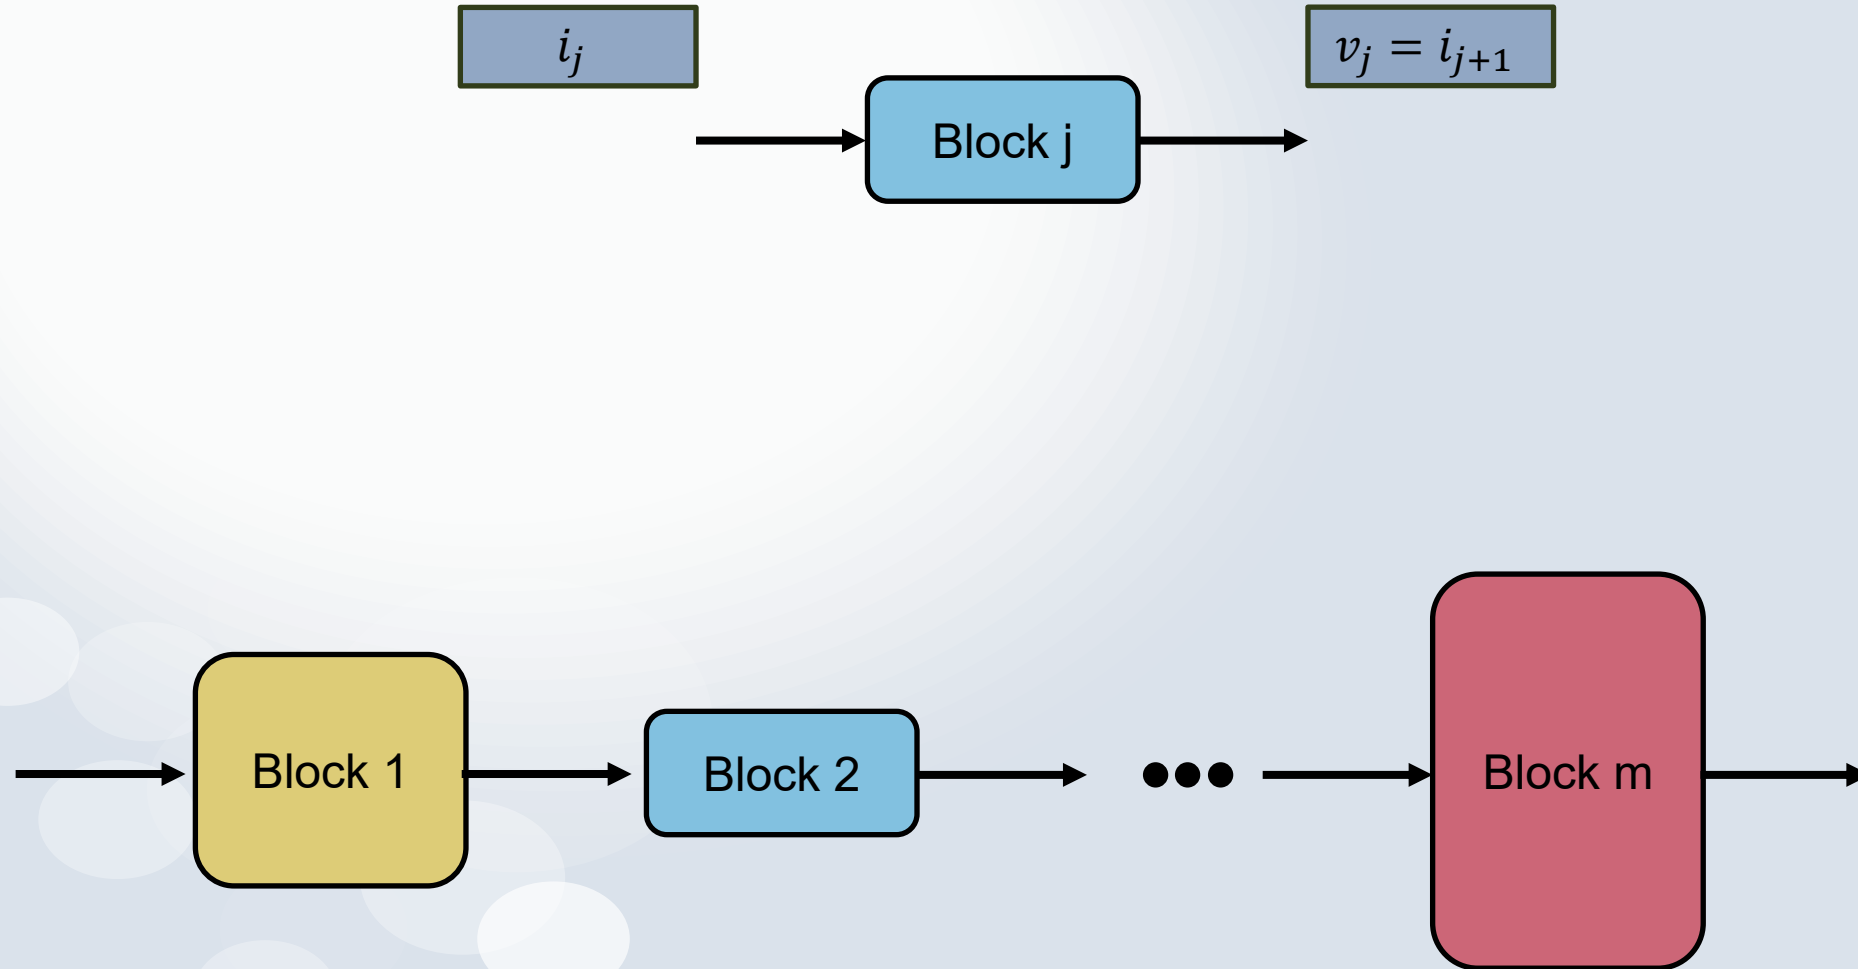 i_j
v_j = i_{j+1}
Block j
Block 1
Block 2
Block m